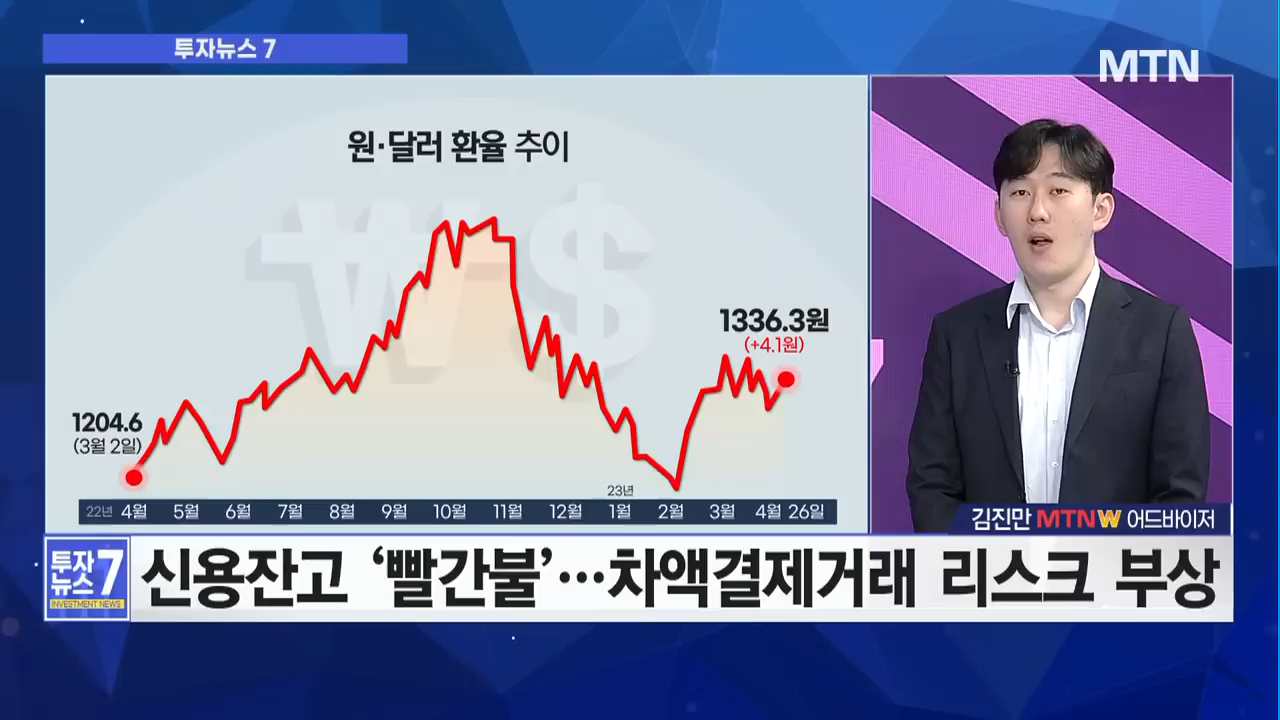 투자뉴스 7
MTN
원·달러 환율 추이
1336.3원
(+4.1원)
1204.6
(3월 2일)
23년
22년 4월 5월 6월 7월 8월 9월 10월 11월 12월 1월 2월 3월 4월 26일
김진만 MTNW 어드바이저
투자
뉴스 7
INVESTMENT NEWS
신용잔고 ‘빨간불’…차액결제거래 리스크 부상